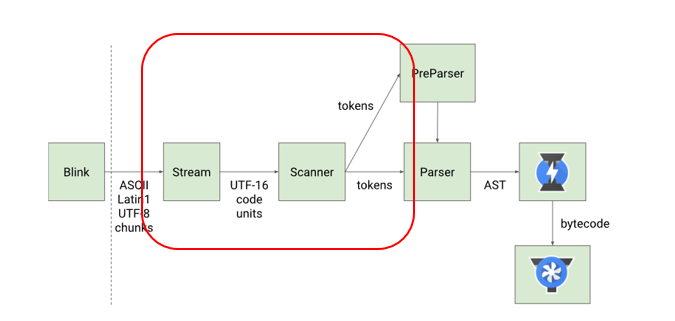 PreParser
tokens
Blink
Stream
Scanner
Parser
ASCII
Latin1
UTF-8
chunks
UTF-16
code
units
tokens
AST
bytecode